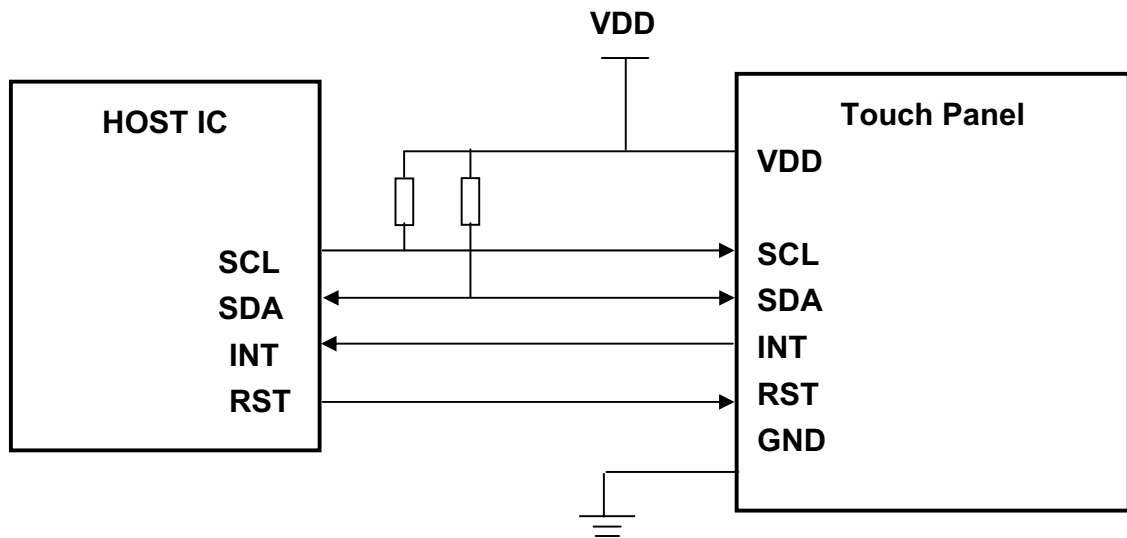 VDD
HOST IC
SCL
SDA
INT
RST
Touch Panel
VDD
SCL
SDA
INT
RST
GND